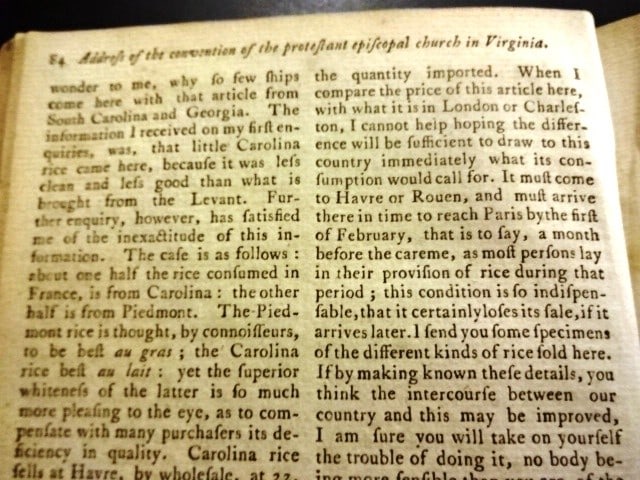 84 Addreſs of the convention of the proteſtant epiſcopal church in Virginia.
wonder to me, why ſo few ſhips
come here with that article from
South Carolina and Georgia. The
information I received on my firſt en-
quiries, was, that little Carolina
rice came here, becauſe it was leſs
clean and leſs good than what is
brought from the Levant. Fur-
ther enquiry, however, has ſatisfied
me of the inexactitude of this in-
formation. The caſe is as follows:
about one half the rice conſumed in
France, is from Carolina: the other
half is from Piedmont. The Pied-
mont rice is thought, by connoiſſeurs,
to be beſt au gras; the Carolina
rice beſt au lait: yet the ſuperior
whiteneſs of the latter is ſo much
more pleaſing to the eye, as to com-
penſate with many purchaſers its de-
ficiency in quality. Carolina rice
ſells at Havre, by wholeſale, at 22,
the quantity imported. When I
compare the price of this article here,
with what it is in London or Charleſ-
ton, I cannot help hoping the differ-
ence will be ſufficient to draw to this
country immediately what its con-
ſumption would call for. It muſt come
to Havre or Rouen, and muſt arrive
there in time to reach Paris by the firſt
of February, that is to ſay, a month
before the careme, as moſt perſons lay
in their proviſion of rice during that
period; this condition is ſo indiſpen-
ſable, that it certainly loſes its ſale, if it
arrives later. I ſend you ſome ſpecimens
of the different kinds of rice ſold here.
If by making known theſe details, you
think the intercourſe between our
country and this may be improved,
I am ſure you will take on yourſelf
the trouble of doing it, no body be-
ing more ſenſible than you are, of the